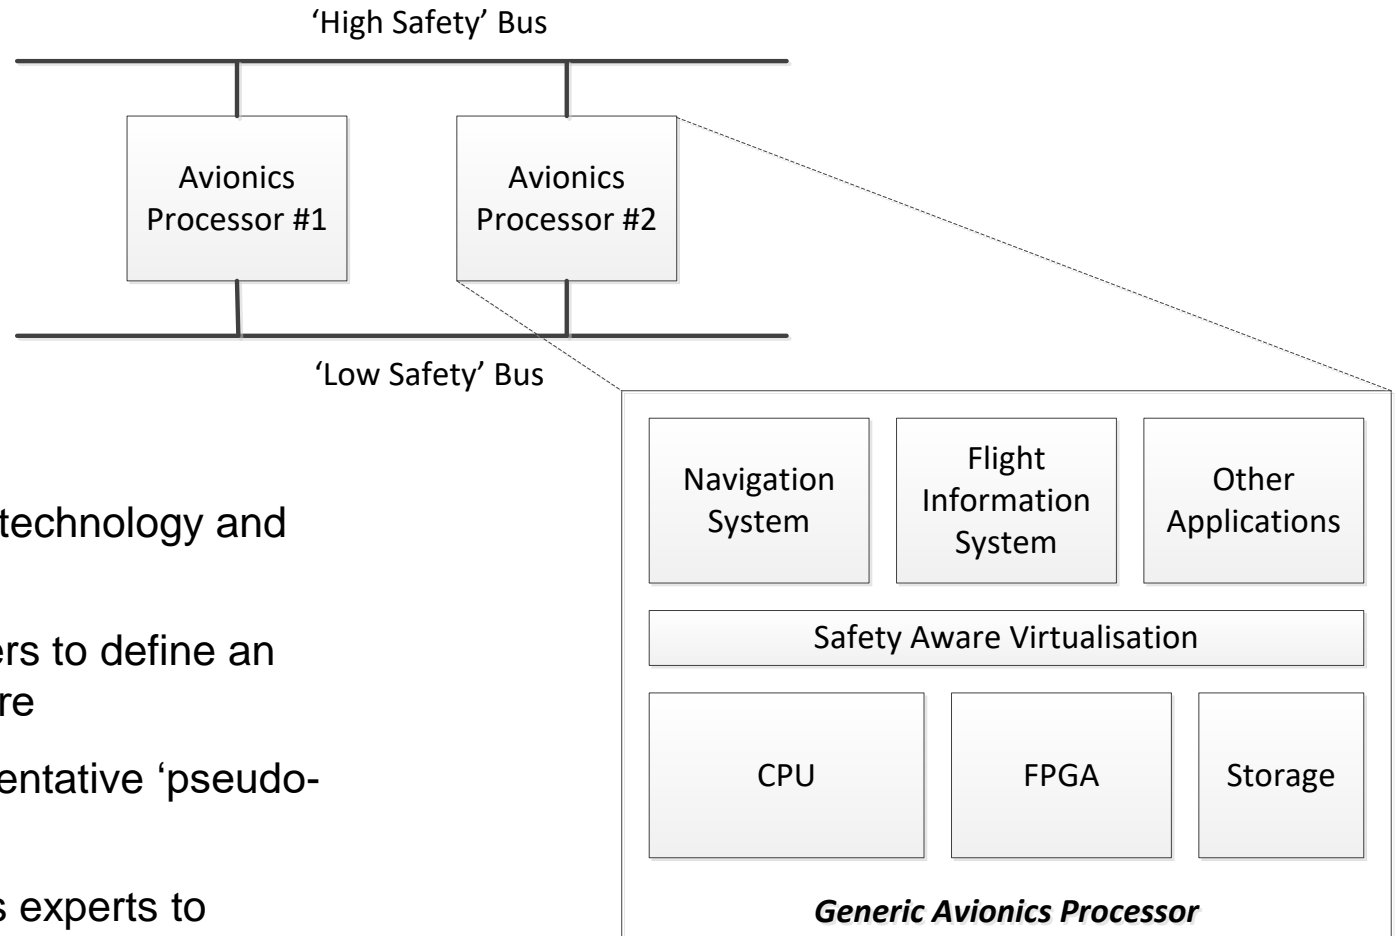 ‘High Safety’ Bus
Avionics
Processor #1
Avionics
Processor #2
‘Low Safety’ Bus
technology and
ers to define an
re
entative ‘pseudo-
s experts to
Navigation
System
Flight
Information
System
Other
Applications
Safety Aware Virtualisation
CPU
FPGA
Storage
Generic Avionics Processor